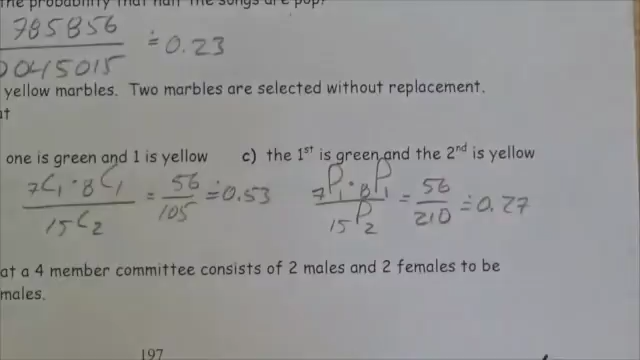 the probability that half the songs are pop?
785856
0045015
≐ 0.23
yellow marbles. Two marbles are selected without replacement.
at
one is green and 1 is yellow
7C1 · 8C1
15C2
= 56/105 ≐ 0.53
c) the 1st is green and the 2nd is yellow
7P1 · 8P1
15P2
= 56/210 ≐ 0.27
at a 4 member committee consists of 2 males and 2 females to be
males.
197